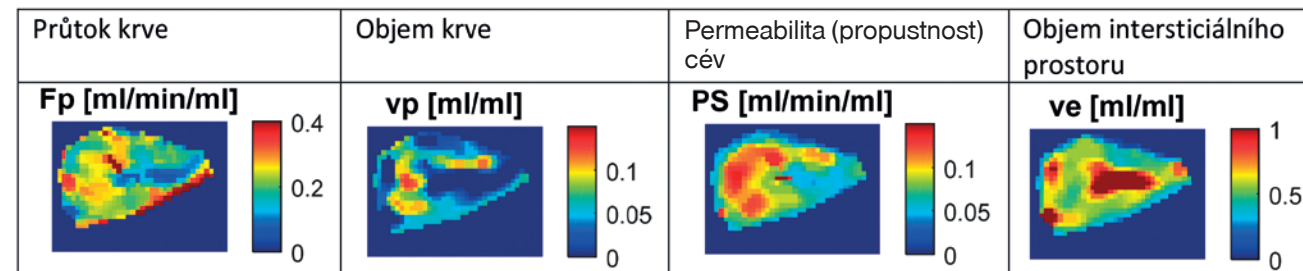 Průtok krve
Objem krve
Permeabilita (propustnost)
cév
Objem intersticiálního
prostoru
Fp [ml/min/ml]
0.4
0.2
0
vp [ml/ml]
0.1
0.05
0
PS [ml/min/ml]
0.1
0.05
0
ve [ml/ml]
1
0.5
0